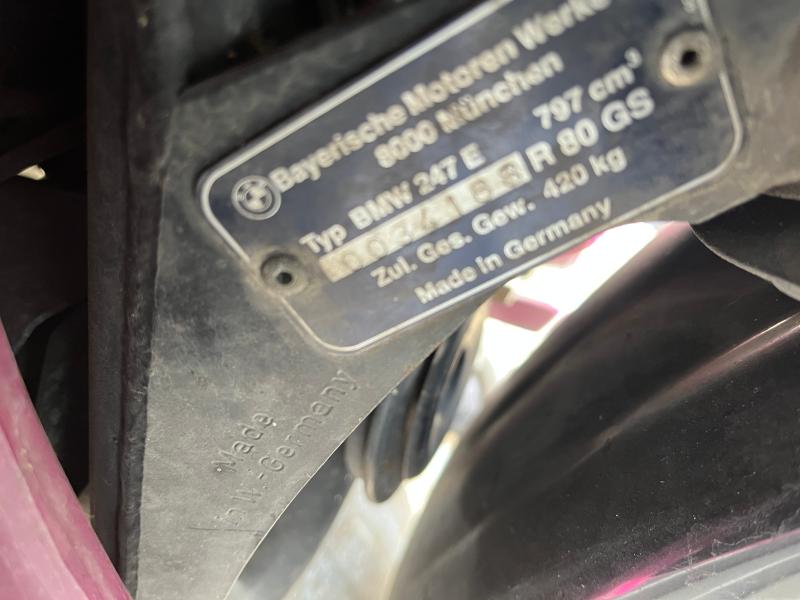 Bayerische Motoren Werke
8000 München
Typ BMW 247 E 797 cm³
R 80 GS
Zul. Ges. Gew. 420 kg
Made in Germany
Made
in W.-Germany